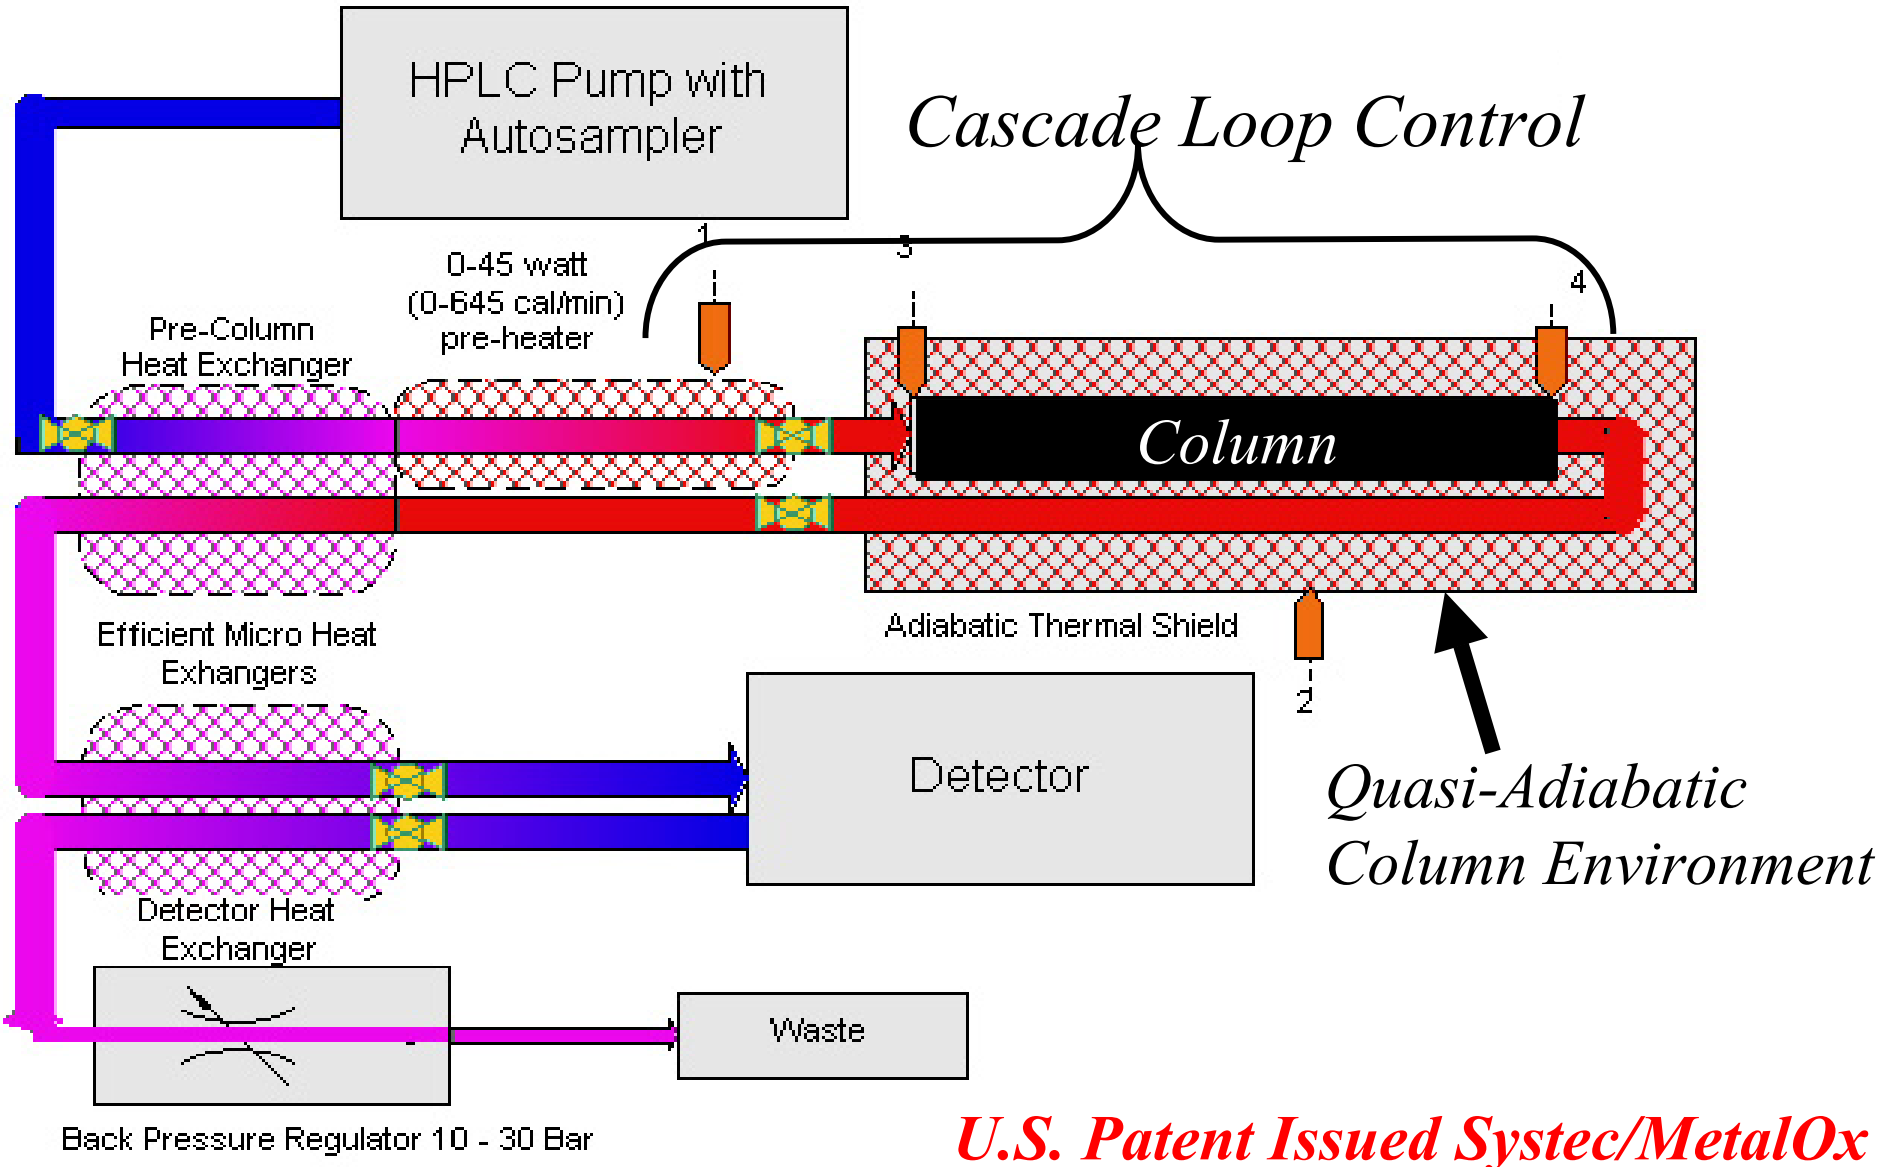 HPLC Pump with
Autosampler
Cascade Loop Control
1
3
4
0-45 watt
(0-645 cal/min)
pre-heater
Pre-Column
Heat Exchanger
Column
Efficient Micro Heat
Exhangers
Adiabatic Thermal Shield
2
Detector
Quasi-Adiabatic
Column Environment
Detector Heat
Exchanger
Waste
Back Pressure Regulator 10 - 30 Bar
U.S. Patent Issued Systec/MetalOx